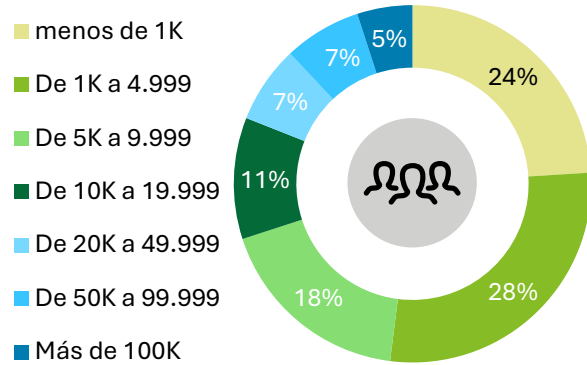 menos de 1K
De 1K a 4.999
De 5K a 9.999
De 10K a 19.999
De 20K a 49.999
De 50K a 99.999
Más de 100K
5%
7%
24%
7%
11%
18%
28%